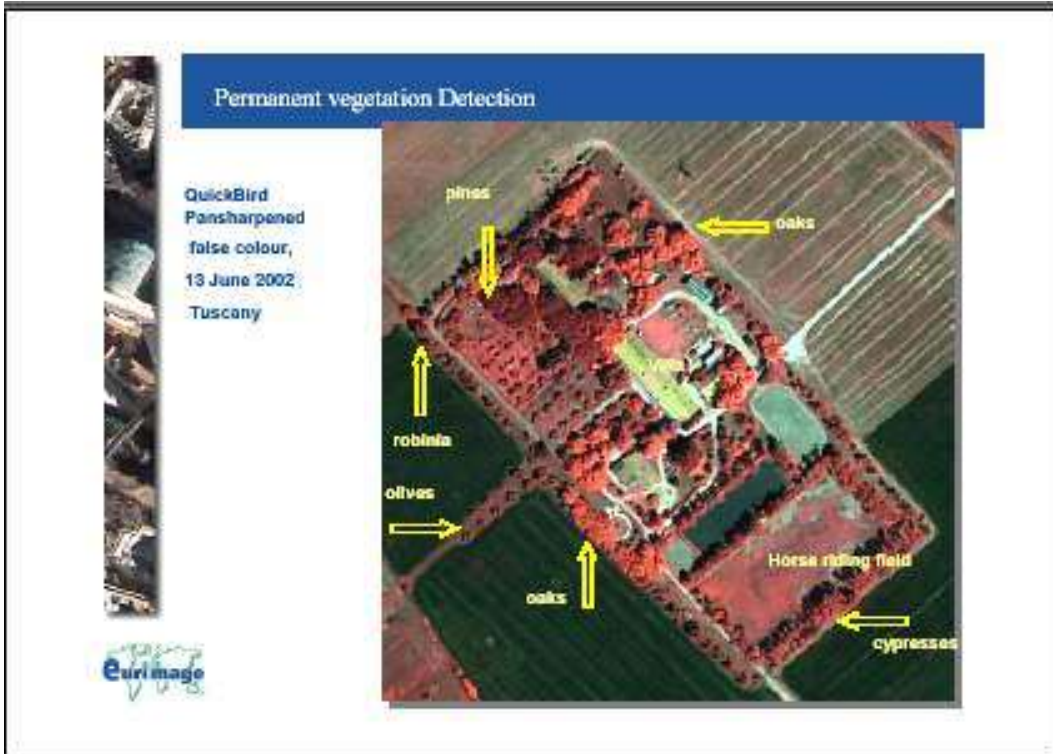 Permanent vegetation Detection
QuickBird
Pansharpened
false colour,
13 June 2002
Tuscany
pines
oaks
robinia
olives
oaks
Horse riding field
cypresses
eurimage